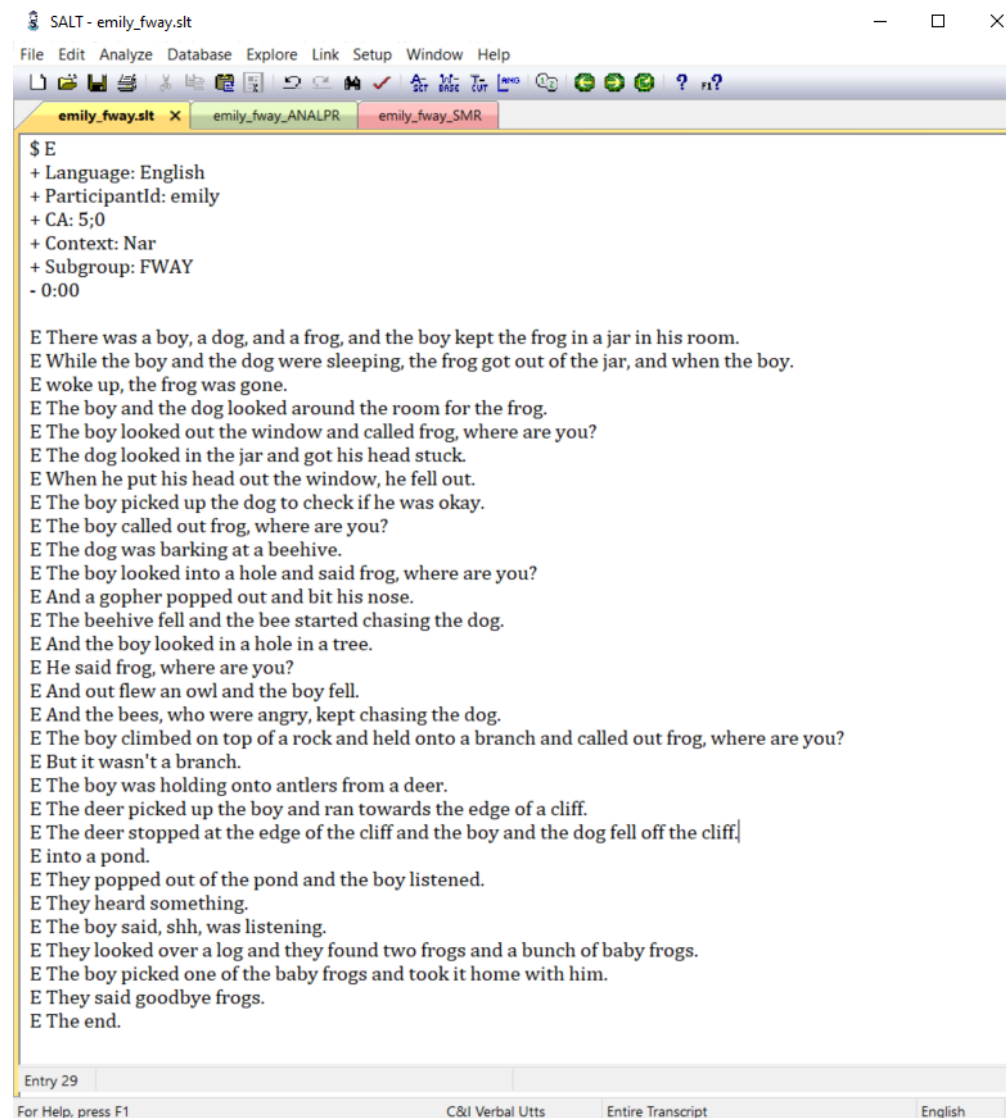 SALT - emily_fway.slt
File Edit Analyze Database Explore Link Setup Window Help
emily_fway.slt X emily_fway_ANALPR emily_fway_SMR
$ E
+ Language: English
+ ParticipantId: emily
+ CA: 5;0
+ Context: Nar
+ Subgroup: FWAY
- 0:00
E There was a boy, a dog, and a frog, and the boy kept the frog in a jar in his room.
E While the boy and the dog were sleeping, the frog got out of the jar, and when the boy.
E woke up, the frog was gone.
E The boy and the dog looked around the room for the frog.
E The boy looked out the window and called frog, where are you?
E The dog looked in the jar and got his head stuck.
E When he put his head out the window, he fell out.
E The boy picked up the dog to check if he was okay.
E The boy called out frog, where are you?
E The dog was barking at a beehive.
E The boy looked into a hole and said frog, where are you?
E And a gopher popped out and bit his nose.
E The beehive fell and the bee started chasing the dog.
E And the boy looked in a hole in a tree.
E He said frog, where are you?
E And out flew an owl and the boy fell.
E And the bees, who were angry, kept chasing the dog.
E The boy climbed on top of a rock and held onto a branch and called out frog, where are you?
E But it wasn't a branch.
E The boy was holding onto antlers from a deer.
E The deer picked up the boy and ran towards the edge of a cliff.
E The deer stopped at the edge of the cliff and the boy and the dog fell off the cliff.
E into a pond.
E They popped out of the pond and the boy listened.
E They heard something.
E The boy said, shh, was listening.
E They looked over a log and they found two frogs and a bunch of baby frogs.
E The boy picked one of the baby frogs and took it home with him.
E They said goodbye frogs.
E The end.
Entry 29
For Help, press F1 C&I Verbal Utts Entire Transcript English